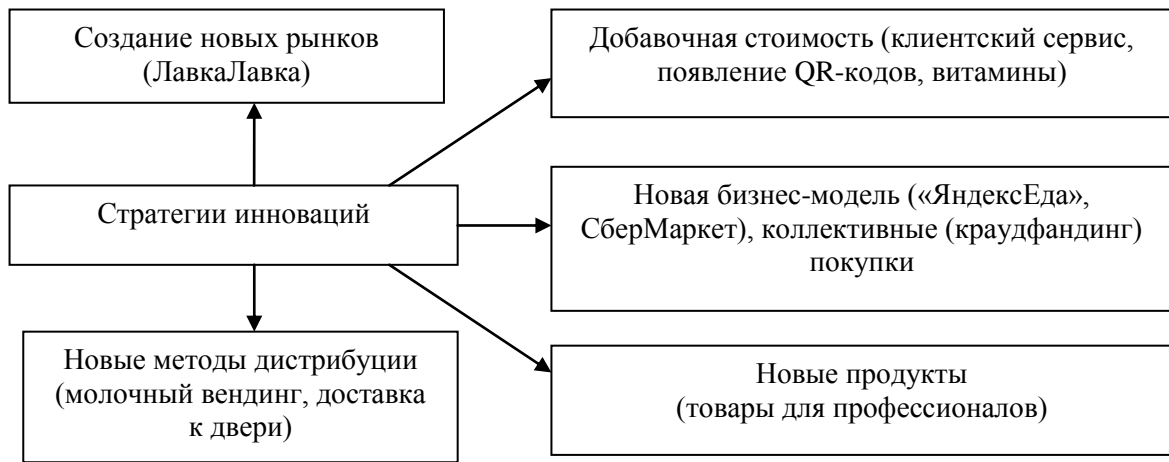 Создание новых рынков
(ЛавкаЛавка)
Добавочная стоимость (клиентский сервис,
появление QR-кодов, витамины)
Стратегии инноваций
Новая бизнес-модель («ЯндексЕда»,
СберМаркет), коллективные (краудфандинг)
покупки
Новые методы дистрибуции
(молочный вендинг, доставка
к двери)
Новые продукты
(товары для профессионалов)